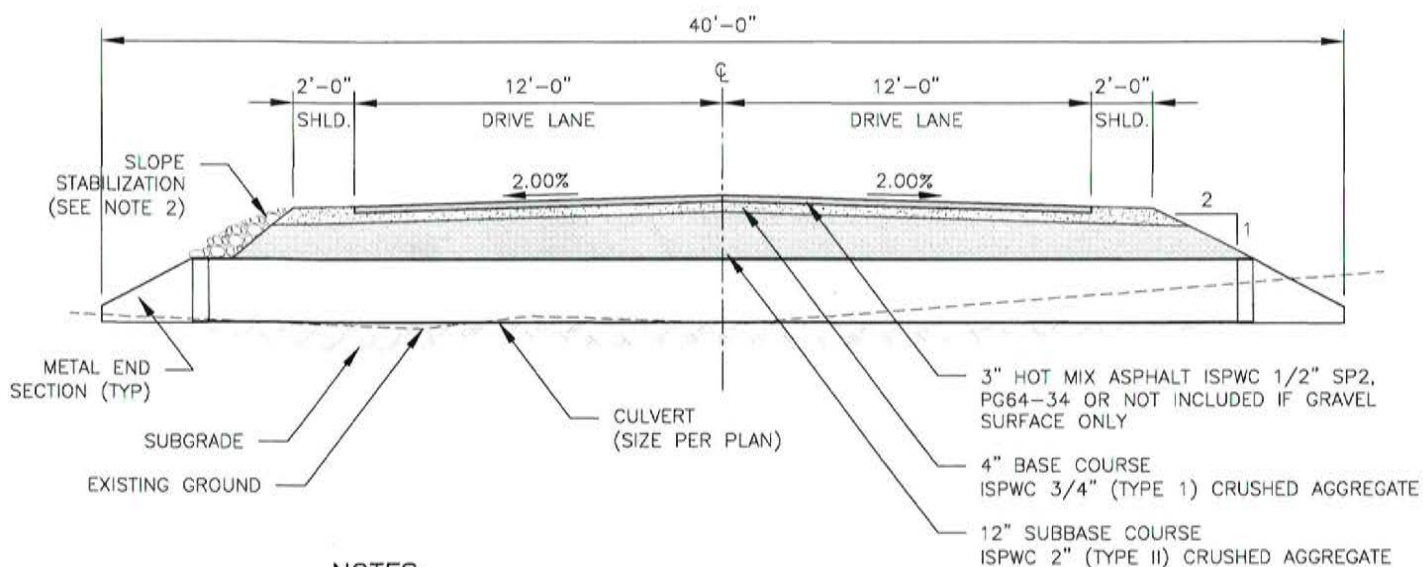 40'-0"
℄
2'-0" 12'-0" 12'-0" 2'-0"
SHLD. DRIVE LANE DRIVE LANE SHLD.
SLOPE
STABILIZATION
(SEE NOTE 2)
2.00% 2.00%
2
1
METAL END
SECTION (TYP)
SUBGRADE
EXISTING GROUND
CULVERT
(SIZE PER PLAN)
3" HOT MIX ASPHALT ISPWC 1/2" SP2,
PG64-34 OR NOT INCLUDED IF GRAVEL
SURFACE ONLY
4" BASE COURSE
ISPWC 3/4" (TYPE 1) CRUSHED AGGREGATE
12" SUBBASE COURSE
ISPWC 2" (TYPE II) CRUSHED AGGREGATE
NOTES